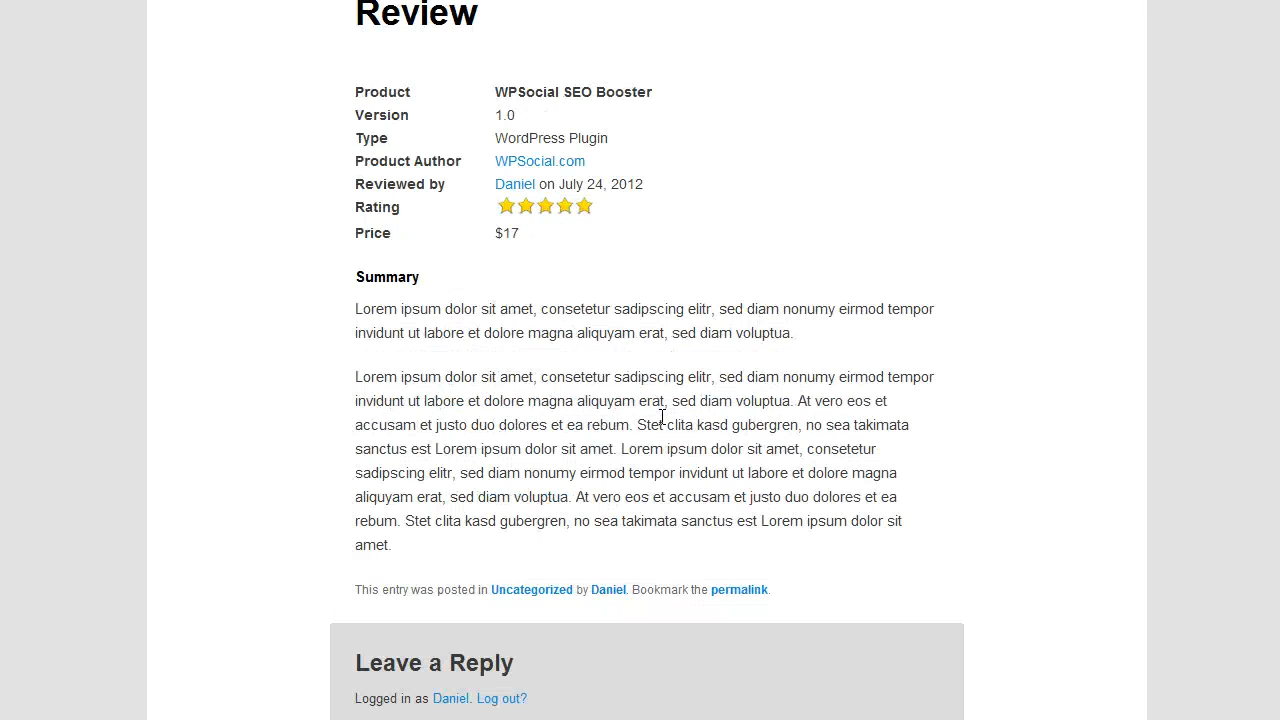 Review
Product WPSocial SEO Booster
Version 1.0
Type WordPress Plugin
Product Author WPSocial.com
Reviewed by Daniel on July 24, 2012
Rating
Price $17
Summary
Lorem ipsum dolor sit amet, consetetur sadipscing elitr, sed diam nonumy eirmod tempor
invidunt ut labore et dolore magna aliquyam erat, sed diam voluptua.
Lorem ipsum dolor sit amet, consetetur sadipscing elitr, sed diam nonumy eirmod tempor
invidunt ut labore et dolore magna aliquyam erat, sed diam voluptua. At vero eos et
accusam et justo duo dolores et ea rebum. Stet clita kasd gubergren, no sea takimata
sanctus est Lorem ipsum dolor sit amet. Lorem ipsum dolor sit amet, consetetur
sadipscing elitr, sed diam nonumy eirmod tempor invidunt ut labore et dolore magna
aliquyam erat, sed diam voluptua. At vero eos et accusam et justo duo dolores et ea
rebum. Stet clita kasd gubergren, no sea takimata sanctus est Lorem ipsum dolor sit
amet.
This entry was posted in Uncategorized by Daniel. Bookmark the permalink.
Leave a Reply
Logged in as Daniel. Log out?